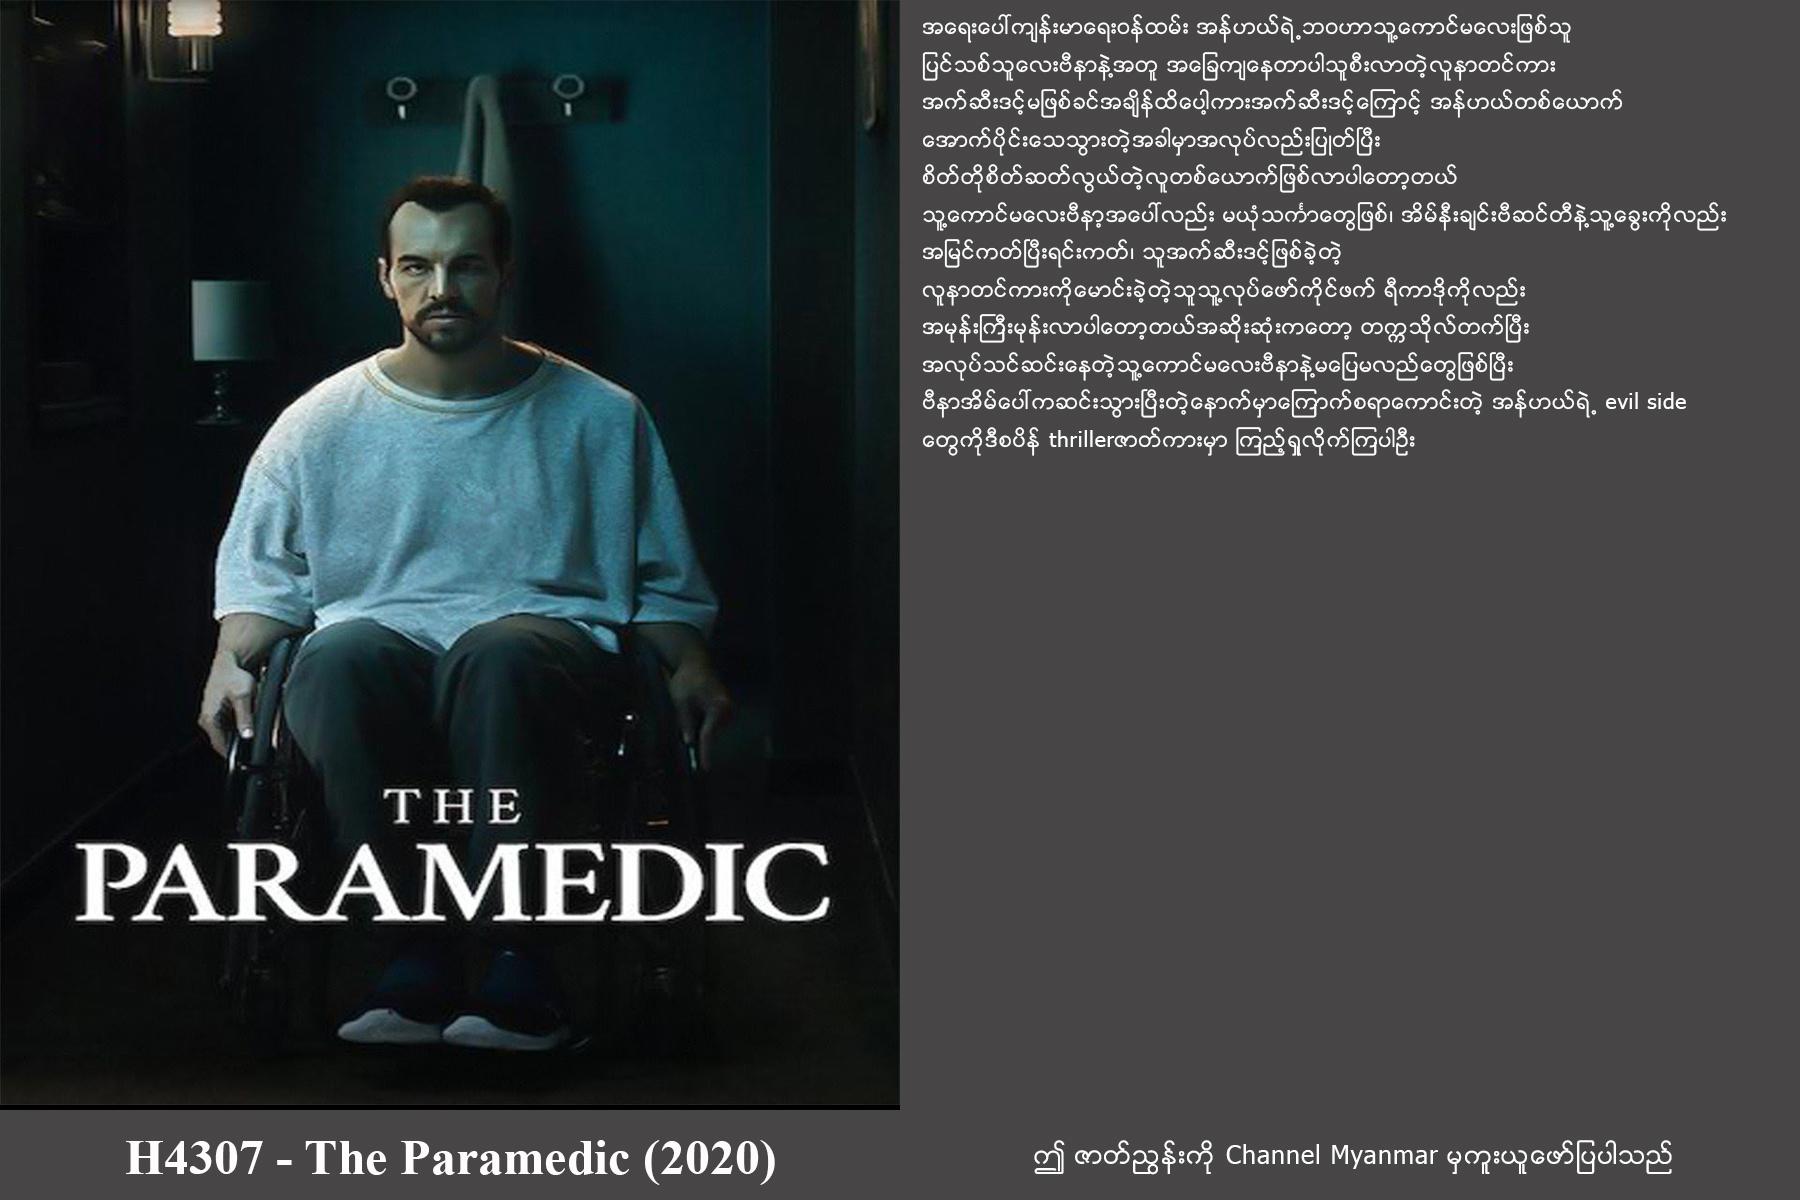 THE
PARAMEDIC
အရေးပေါ်ကျန်းမာရေးဝန်ထမ်း အန်ဟယ်ရဲ့ဘဝဟာသူ့ကောင်မလေးဖြစ်သူ
ပြင်သစ်သူလေးဗီနာနဲ့အတူ အခြေကျနေတာပါသူစီးလာတဲ့လူနာတင်ကား
အက်ဆီးဒင့်မဖြစ်ခင်အချိန်ထိပေါ့ကားအက်ဆီးဒင့်ကြောင့် အန်ဟယ်တစ်ယောက်
အောက်ပိုင်းသေသွားတဲ့အခါမှာအလုပ်လည်းပြုတ်ပြီး
စိတ်တိုစိတ်ဆတ်လွယ်တဲ့လူတစ်ယောက်ဖြစ်လာပါတော့တယ်
သူ့ကောင်မလေးဗီနာ့အပေါ်လည်း မယုံသင်္ကာတွေဖြစ်၊ အိမ်နီးချင်းဗီဆင်တီနဲ့သူ့ခွေးကိုလည်း
အမြင်ကတ်ပြီးရင်းကတ်၊ သူအက်ဆီးဒင့်ဖြစ်ခဲ့တဲ့
လူနာတင်ကားကိုမောင်းခဲ့တဲ့သူသူ့လုပ်ဖော်ကိုင်ဖက် ရီကာဒိုကိုလည်း
အမုန်းကြီးမုန်းလာပါတော့တယ်အဆိုးဆုံးကတော့ တက္ကသိုလ်တက်ပြီး
အလုပ်သင်ဆင်းနေတဲ့သူ့ကောင်မလေးဗီနာနဲ့မပြေမလည်တွေဖြစ်ပြီး
ဗီနာအိမ်ပေါ်ကဆင်းသွားပြီးတဲ့နောက်မှာကြောက်စရာကောင်းတဲ့ အန်ဟယ်ရဲ့ evil side
တွေကိုဒီစပိန် thrillerဇာတ်ကားမှာ ကြည့်ရှုလိုက်ကြပါဦး
H4307 - The Paramedic (2020)
ဤ ဇာတ်ညွှန်းကို Channel Myanmar မှကူးယူဖော်ပြပါသည်